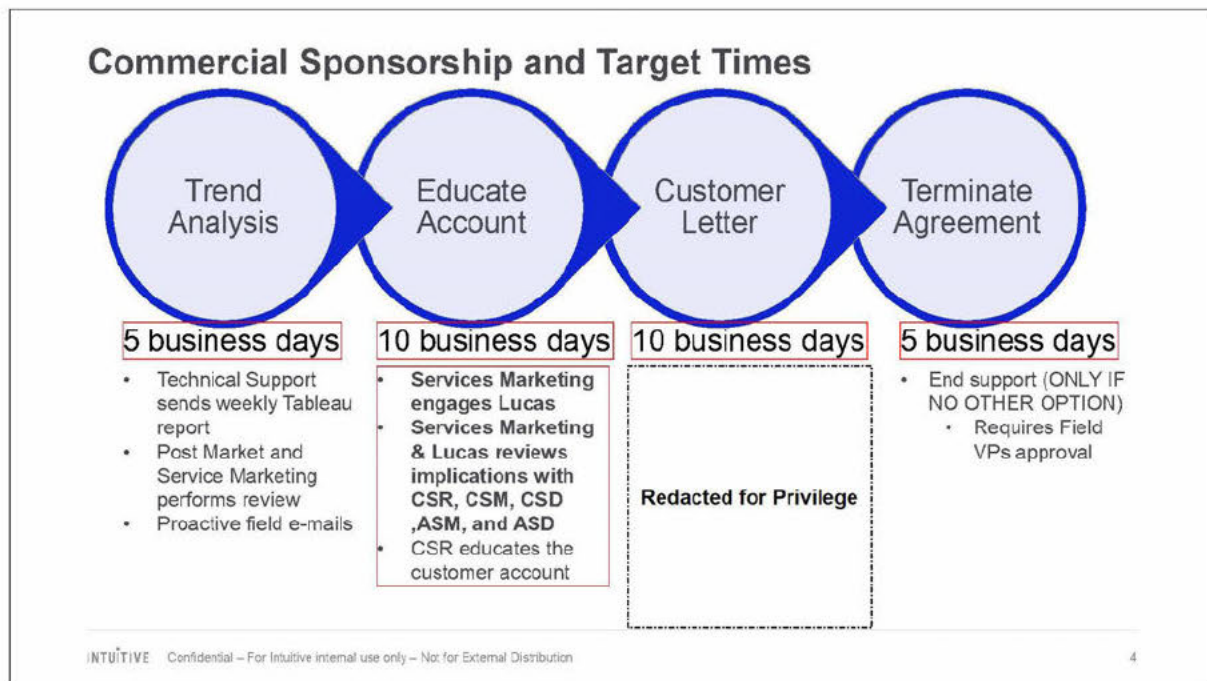 Commercial Sponsorship and Target Times
Trend
Analysis
Educate
Account
Customer
Letter
Terminate
Agreement
5 business days
• Technical Support
sends weekly Tableau
report
• Post Market and
Service Marketing
performs review
• Proactive field e-mails
10 business days
• Services Marketing
engages Lucas
• Services Marketing
& Lucas reviews
implications with
CSR, CSM, CSD
,ASM, and ASD
• CSR educates the
customer account
10 business days
Redacted for Privilege
5 business days
• End support (ONLY IF
NO OTHER OPTION)
• Requires Field
VPs approval
INTUITIVE Confidential – For Intuitive internal use only – Not for External Distribution
4